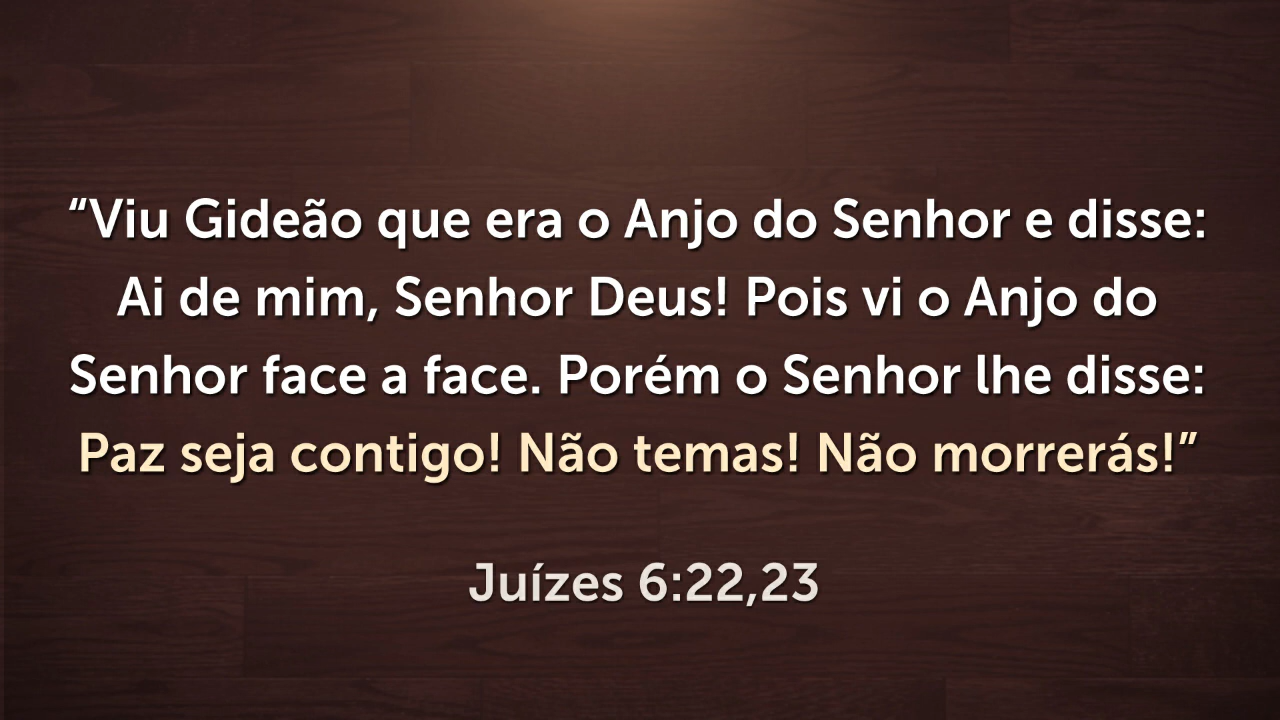 “Viu Gideão que era o Anjo do Senhor e disse:
Ai de mim, Senhor Deus! Pois vi o Anjo do
Senhor face a face. Porém o Senhor lhe disse:
Paz seja contigo! Não temas! Não morrerás!”
Juízes 6:22,23